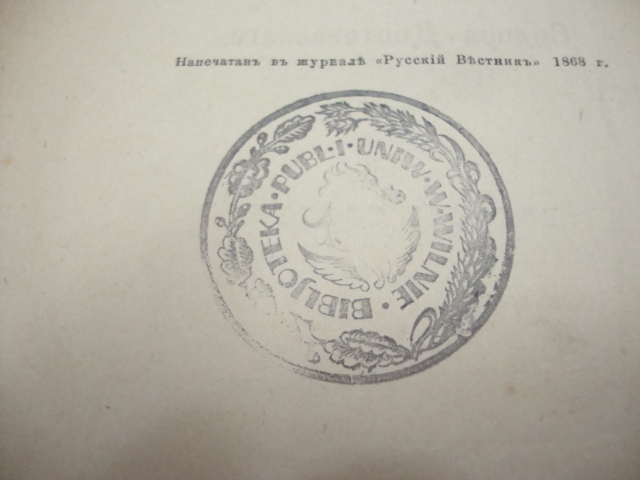 Напечатанъ въ журналѣ «Русскій Вѣстникъ» 1868 г.
BIBLJOTEKA · PUBL · I · UNIW · W · WILNIE ·